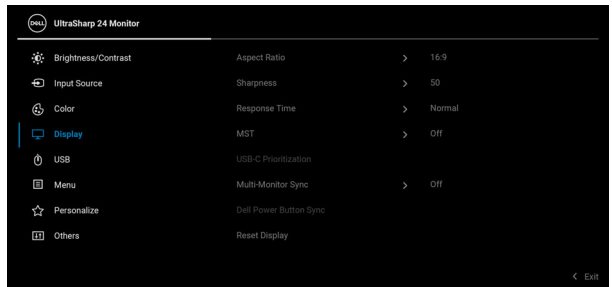 DELL UltraSharp 24 Monitor
Brightness/Contrast Aspect Ratio > 16:9
Input Source Sharpness > 50
Color Response Time > Normal
Display MST > Off
USB USB-C Prioritization
Menu Multi-Monitor Sync > Off
Personalize Dell Power Button Sync
Others Reset Display
< Exit